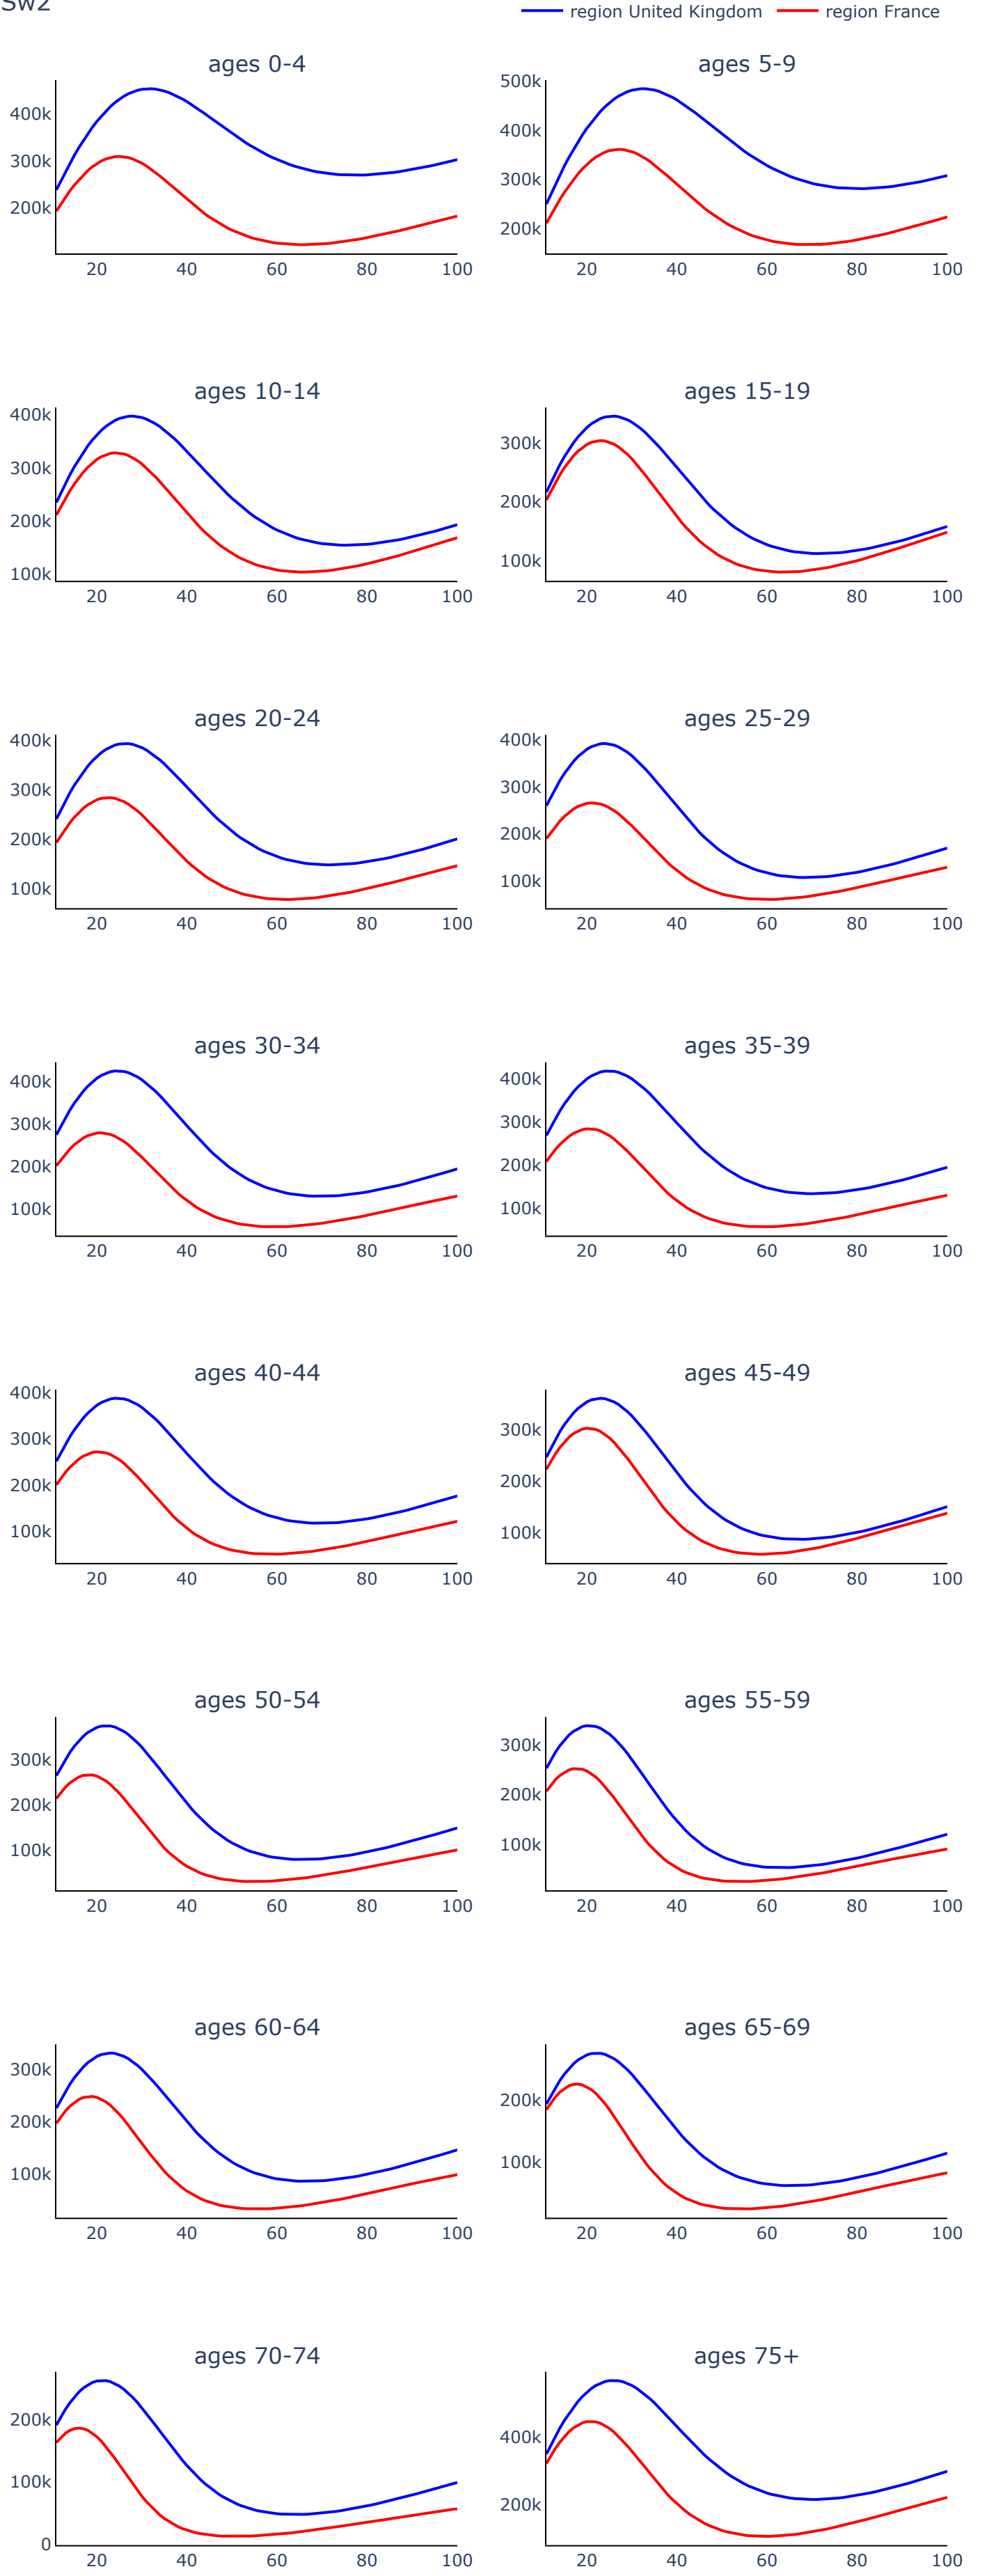 Sw2
region United Kingdom region France
ages 0-4 ages 5-9
400k
300k
200k
20 40 60 80 100
500k
400k
300k
200k
20 40 60 80 100
ages 10-14 ages 15-19
400k
300k
200k
100k
20 40 60 80 100
300k
200k
100k
20 40 60 80 100
ages 20-24 ages 25-29
400k
300k
200k
100k
20 40 60 80 100
400k
300k
200k
100k
20 40 60 80 100
ages 30-34 ages 35-39
400k
300k
200k
100k
20 40 60 80 100
400k
300k
200k
100k
20 40 60 80 100
ages 40-44 ages 45-49
400k
300k
200k
100k
20 40 60 80 100
300k
200k
100k
20 40 60 80 100
ages 50-54 ages 55-59
300k
200k
100k
20 40 60 80 100
300k
200k
100k
20 40 60 80 100
ages 60-64 ages 65-69
300k
200k
100k
20 40 60 80 100
200k
100k
20 40 60 80 100
ages 70-74 ages 75+
200k
100k
0
20 40 60 80 100
400k
200k
20 40 60 80 100